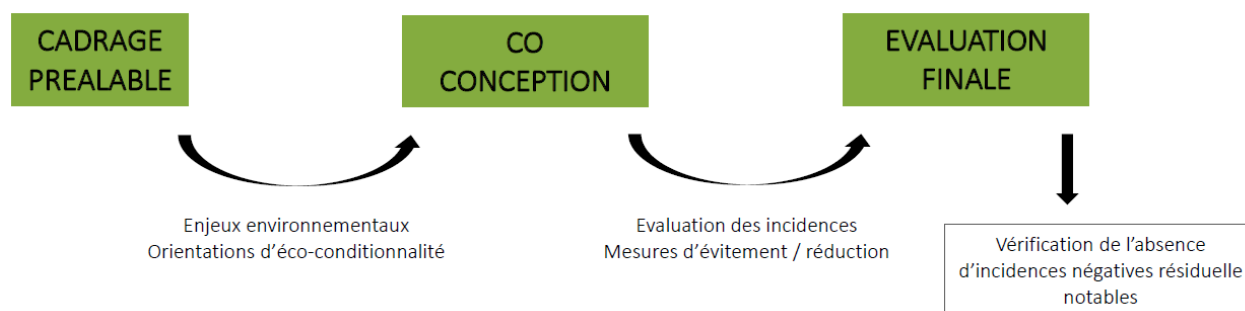 CADRAGE
PREALABLE
CO
CONCEPTION
EVALUATION
FINALE
Enjeux environnementaux
Orientations d'éco-conditionnalité
Evaluation des incidences
Mesures d'évitement / réduction
Vérification de l'absence
d'incidences négatives résiduelle
notables